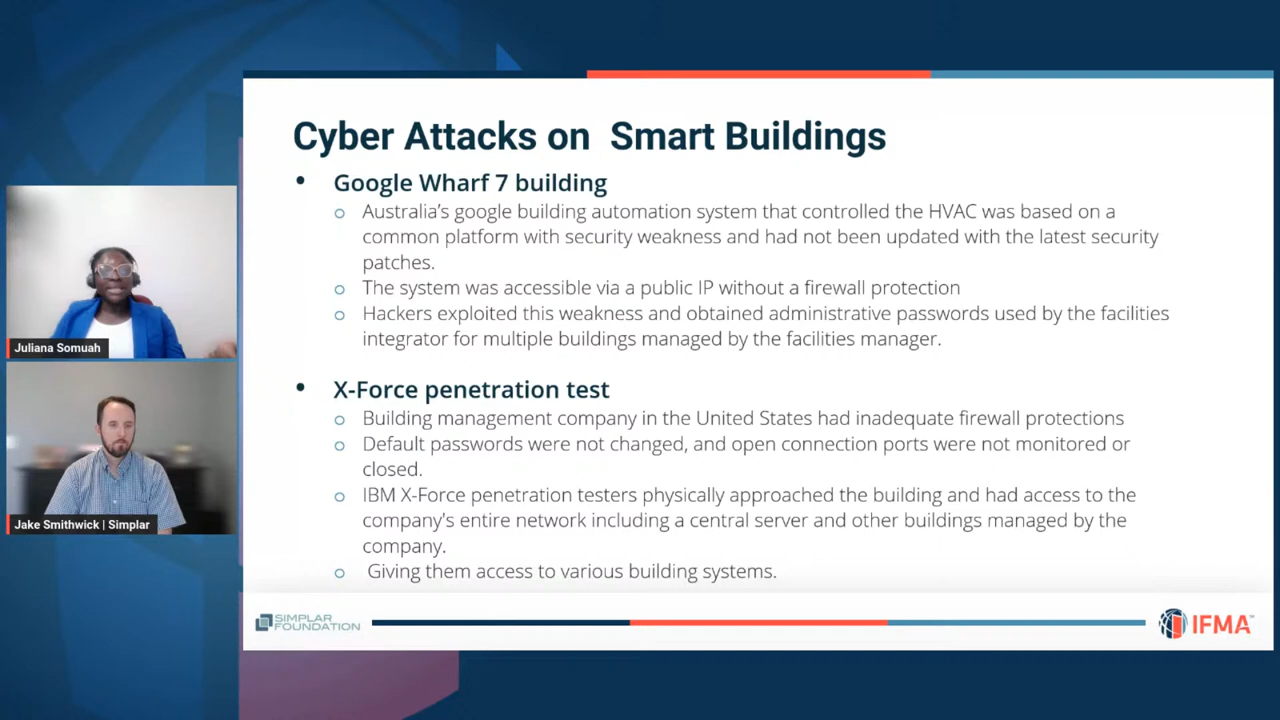 Cyber Attacks on Smart Buildings
• Google Wharf 7 building
o Australia's google building automation system that controlled the HVAC was based on a
common platform with security weakness and had not been updated with the latest security
patches.
o The system was accessible via a public IP without a firewall protection
o Hackers exploited this weakness and obtained administrative passwords used by the facilities
integrator for multiple buildings managed by the facilities manager.
• X-Force penetration test
o Building management company in the United States had inadequate firewall protections
o Default passwords were not changed, and open connection ports were not monitored or
closed.
o IBM X-Force penetration testers physically approached the building and had access to the
company's entire network including a central server and other buildings managed by the
company.
o Giving them access to various building systems.
Juliana Somuah
Jake Smithwick | Simplar
SIMPLAR
FOUNDATION
IFMA™